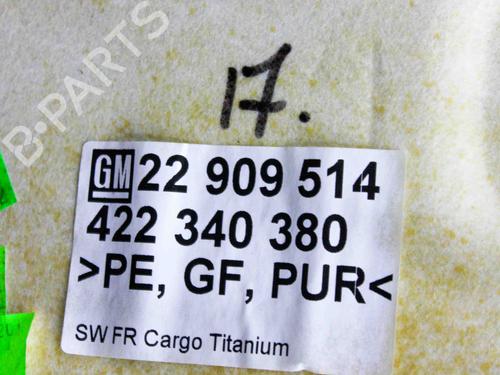 B-PARTS
17.
GM 22 909 514
422 340 380
>PE, GF, PUR<
SW FR Cargo Titanium